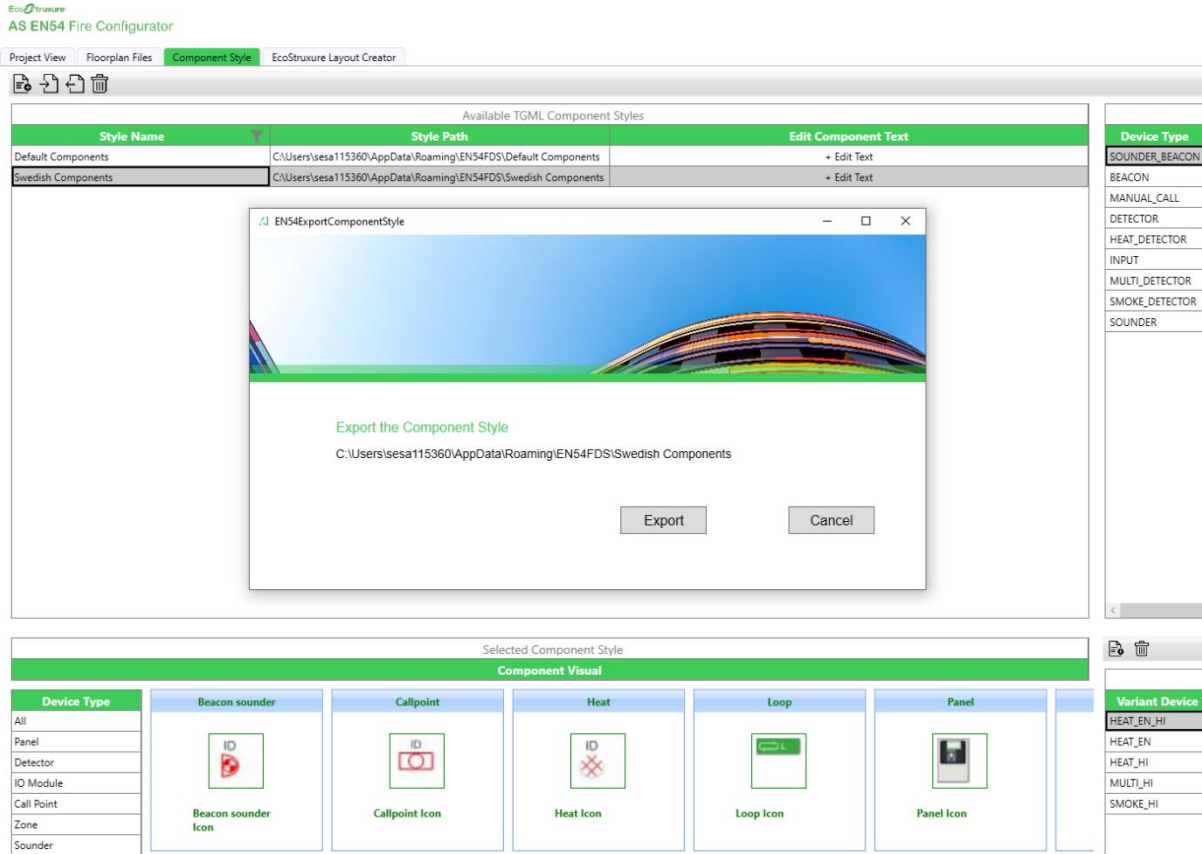 EcoStruxure
AS EN54 Fire Configurator
Project View Floorplan Files Component Style EcoStruxure Layout Creator
Available TGML Component Styles
Style Name Style Path Edit Component Text
Default Components C:\Users\sesa115360\AppData\Roaming\EN54FDS\Default Components + Edit Text
Swedish Components C:\Users\sesa115360\AppData\Roaming\EN54FDS\Swedish Components + Edit Text
Device Type
SOUNDER_BEACON
BEACON
MANUAL_CALL
DETECTOR
HEAT_DETECTOR
INPUT
MULTI_DETECTOR
SMOKE_DETECTOR
SOUNDER
EN54ExportComponentStyle
Export the Component Style
C:\Users\sesa115360\AppData\Roaming\EN54FDS\Swedish Components
Export Cancel
Selected Component Style
Component Visual
Device Type
All
Panel
Detector
IO Module
Call Point
Zone
Sounder
Beacon sounder
ID
Beacon sounder
Icon
Callpoint
ID
Callpoint Icon
Heat
ID
Heat Icon
Loop
L
Loop Icon
Panel
Panel Icon
Variant Device
HEAT_EN_HI
HEAT_EN
HEAT_HI
MULTI_HI
SMOKE_HI